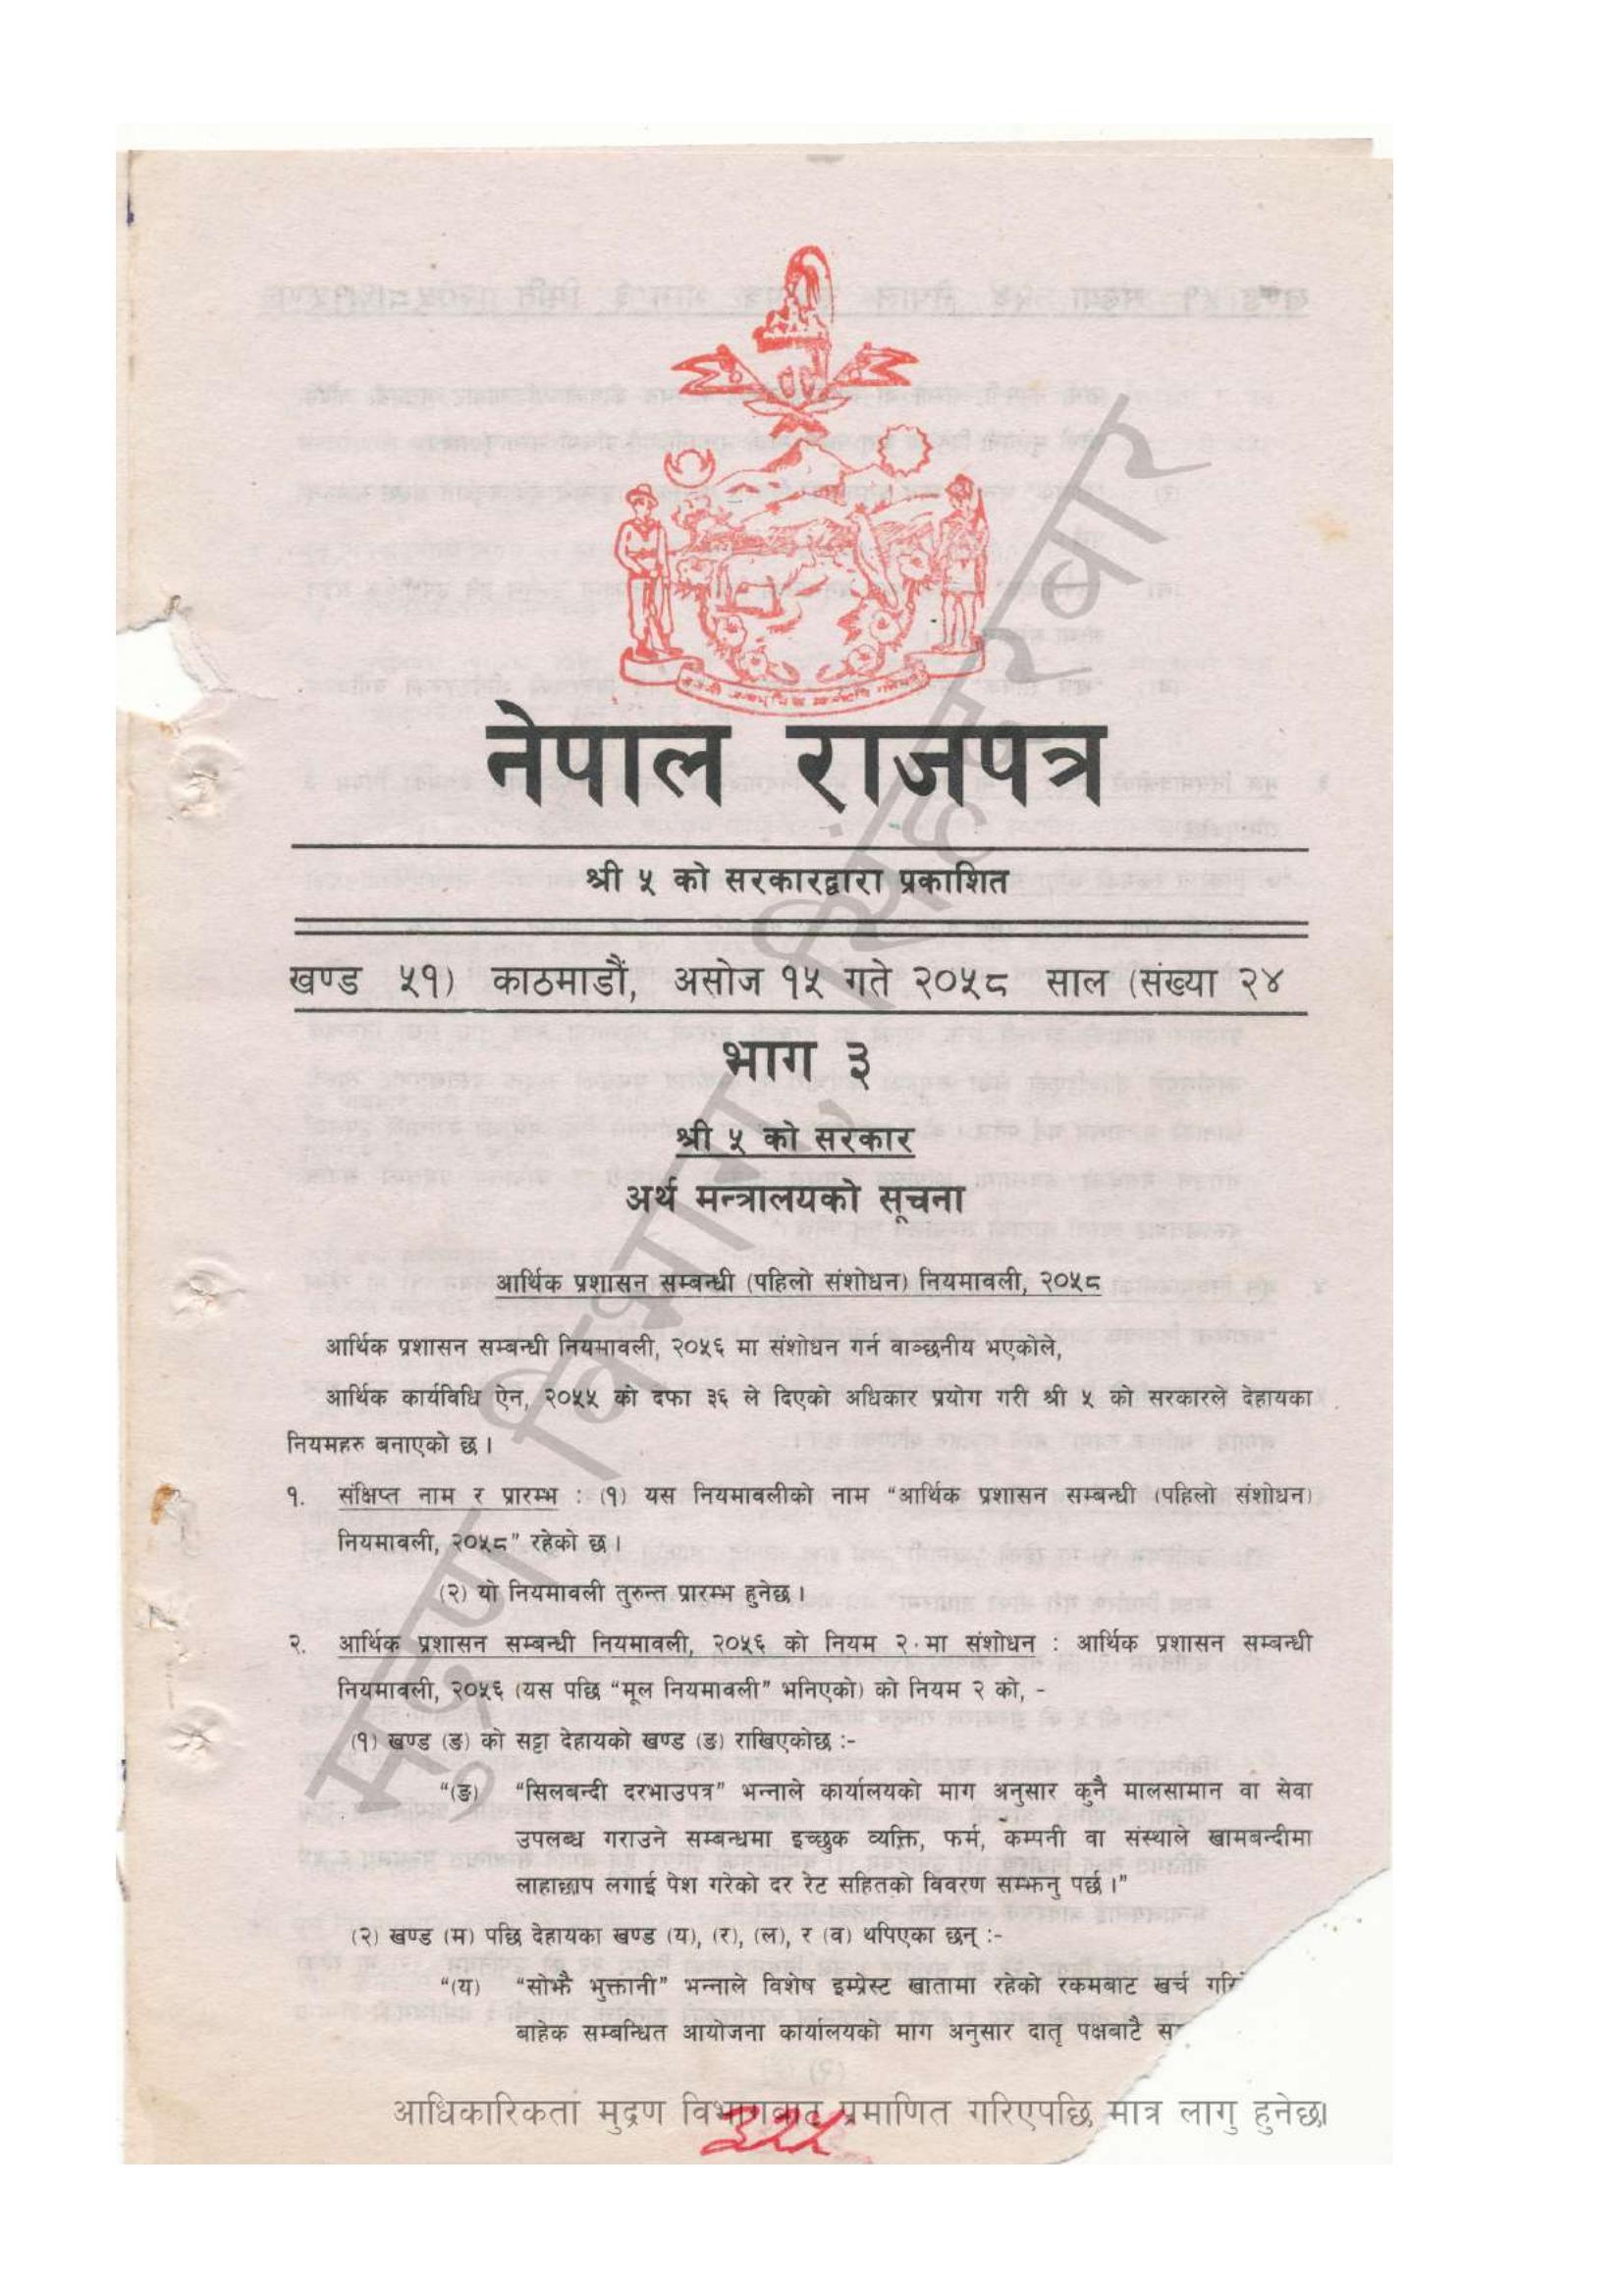 नेपाल राजपत्र
श्री ५ को सरकारद्वारा प्रकाशित
खण्ड ५१) काठमाडौं, असोज १५ गते २०५८ साल (संख्या २४
भाग ३
श्री ५ को सरकार
अर्थ मन्त्रालयको सूचना
आर्थिक प्रशासन सम्बन्धी (पहिलो संशोधन) नियमावली, २०५८
आर्थिक प्रशासन सम्बन्धी नियमावली, २०५६ मा संशोधन गर्न वाञ्छनीय भएकोले,
आर्थिक कार्यविधि ऐन, २०५५ को दफा ३६ ले दिएको अधिकार प्रयोग गरी श्री ५ को सरकारले देहायका
नियमहरु बनाएको छ ।
१. संक्षिप्त नाम र प्रारम्भ : (१) यस नियमावलीको नाम “आर्थिक प्रशासन सम्बन्धी (पहिलो संशोधन)
नियमावली, २०५८” रहेको छ ।
(२) यो नियमावली तुरुन्त प्रारम्भ हुनेछ ।
२. आर्थिक प्रशासन सम्बन्धी नियमावली, २०५६ को नियम २ मा संशोधन : आर्थिक प्रशासन सम्बन्धी
नियमावली, २०५६ (यस पछि “मूल नियमावली” भनिएको) को नियम २ को, -
(१) खण्ड (ङ) को सट्टा देहायको खण्ड (ङ) राखिएकोछ :-
“(ङ) “सिलबन्दी दरभाउपत्र” भन्नाले कार्यालयको माग अनुसार कुनै मालसामान वा सेवा
उपलब्ध गराउने सम्बन्धमा इच्छुक व्यक्ति, फर्म, कम्पनी वा संस्थाले खामबन्दीमा
लाहाछाप लगाई पेश गरेको दर रेट सहितको विवरण सम्झनु पर्छ ।”
(२) खण्ड (म) पछि देहायका खण्ड (य), (र), (ल), र (व) थपिएका छन् :-
“(य) “सोझै भुक्तानी” भन्नाले विशेष इम्प्रेस्ट खातामा रहेको रकमबाट खर्च
बाहेक सम्बन्धित आयोजना कार्यालयको माग अनुसार दातृ पक्षबाटै
आधिकारिकता मुद्रण विभागबाट प्रमाणित गरिएपछि मात्र लागु हुनेछ।
मुद्रण विभाग, सिंहदरवार